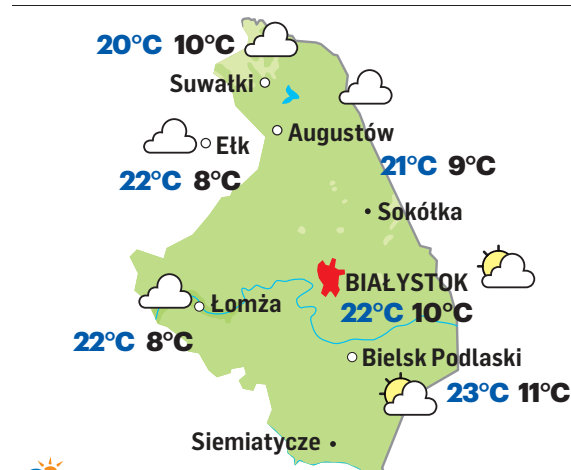 20°C 10°C
Suwałki
Augustów
Ełk
22°C 8°C
21°C 9°C
Sokółka
BIAŁYSTOK
22°C 10°C
Łomża
22°C 8°C
Bielsk Podlaski
23°C 11°C
Siemiatycze